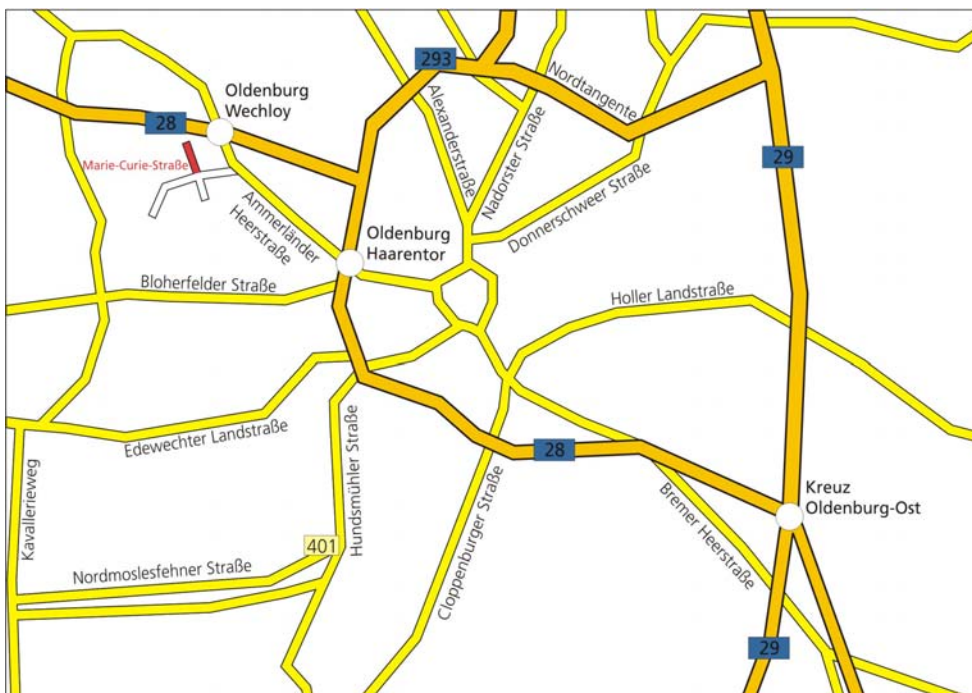 293
Nordtangente
Oldenburg
Wechloy
28
Alexanderstraße
Nadorster Straße
29
Marie-Curie-Straße
Donnerschweer Straße
Ammerländer
Heerstraße
Oldenburg
Haarentor
Bloherfelder Straße
Holler Landstraße
Edewechter Landstraße
Hundsmühler Straße
28
Kavallerieweg
Cloppenburger Straße
Bremer Heerstraße
Kreuz
Oldenburg-Ost
401
Nordmoslesfehner Straße
29